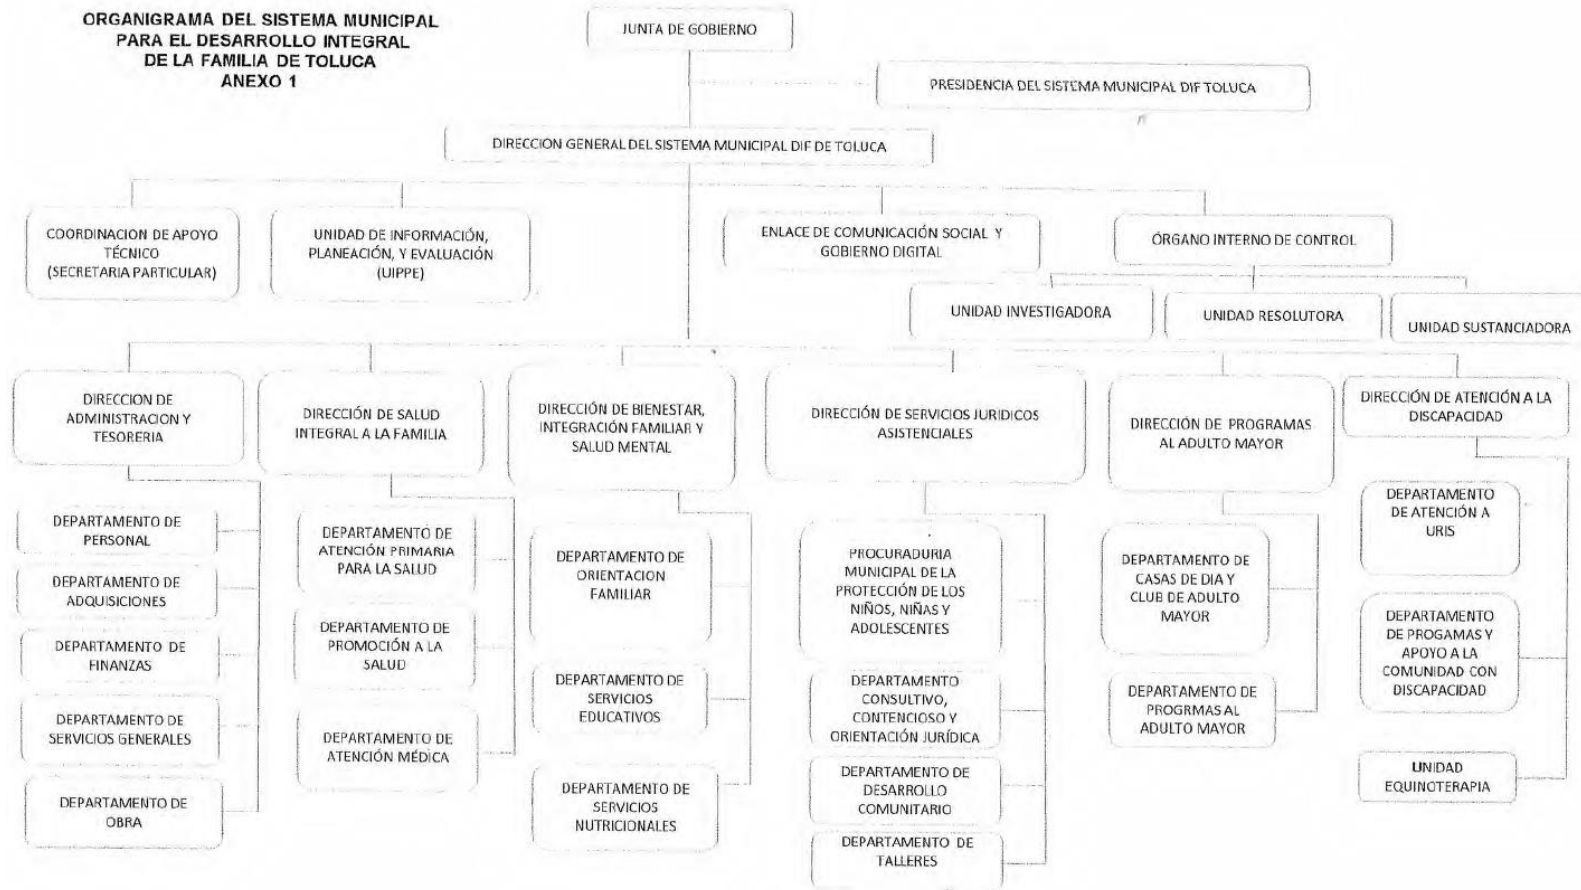 ORGANIGRAMA DEL SISTEMA MUNICIPAL
PARA EL DESARROLLO INTEGRAL
DE LA FAMILIA DE TOLUCA
ANEXO 1
JUNTA DE GOBIERNO
PRESIDENCIA DEL SISTEMA MUNICIPAL DIF TOLUCA
DIRECCION GENERAL DEL SISTEMA MUNICIPAL DIF DE TOLUCA
COORDINACION DE APOYO
TÉCNICO
(SECRETARIA PARTICULAR)
UNIDAD DE INFORMACIÓN,
PLANEACIÓN, Y EVALUACIÓN
(UIPPE)
ENLACE DE COMUNICACIÓN SOCIAL Y
GOBIERNO DIGITAL
ÓRGANO INTERNO DE CONTROL
UNIDAD INVESTIGADORA
UNIDAD RESOLUTORA
UNIDAD SUSTANCIADORA
DIRECCION DE
ADMINISTRACION Y
TESORERIA
DIRECCIÓN DE SALUD
INTEGRAL A LA FAMILIA
DIRECCIÓN DE BIENESTAR,
INTEGRACIÓN FAMILIAR Y
SALUD MENTAL
DIRECCIÓN DE SERVICIOS JURIDICOS
ASISTENCIALES
DIRECCIÓN DE PROGRAMAS
AL ADULTO MAYOR
DIRECCIÓN DE ATENCIÓN A LA
DISCAPACIDAD
DEPARTAMENTO DE
PERSONAL
DEPARTAMENTO DE
ADQUISICIONES
DEPARTAMENTO DE
FINANZAS
DEPARTAMENTO DE
SERVICIOS GENERALES
DEPARTAMENTO DE
OBRA
DEPARTAMENTO DE
ATENCIÓN PRIMARIA
PARA LA SALUD
DEPARTAMENTO DE
PROMOCIÓN A LA
SALUD
DEPARTAMENTO DE
ATENCIÓN MÉDICA
DEPARTAMENTO DE
ORIENTACION
FAMILIAR
DEPARTAMENTO DE
SERVICIOS
EDUCATIVOS
DEPARTAMENTO DE
SERVICIOS
NUTRICIONALES
PROCURADURIA
MUNICIPAL DE LA
PROTECCIÓN DE LOS
NIÑOS, NIÑAS Y
ADOLESCENTES
DEPARTAMENTO
CONSULTIVO,
CONTENCIOSO Y
ORIENTACIÓN JURÍDICA
DEPARTAMENTO DE
DESARROLLO
COMUNITARIO
DEPARTAMENTO DE
TALLERES
DEPARTAMENTO DE
CASAS DE DIA Y
CLUB DE ADULTO
MAYOR
DEPARTAMENTO DE
PROGRMAS AL
ADULTO MAYOR
DEPARTAMENTO
DE ATENCIÓN A
URIS
DEPARTAMENTO
DE PROGAMAS Y
APOYO A LA
COMUNIDAD CON
DISCAPACIDAD
UNIDAD
EQUINOTERAPIA